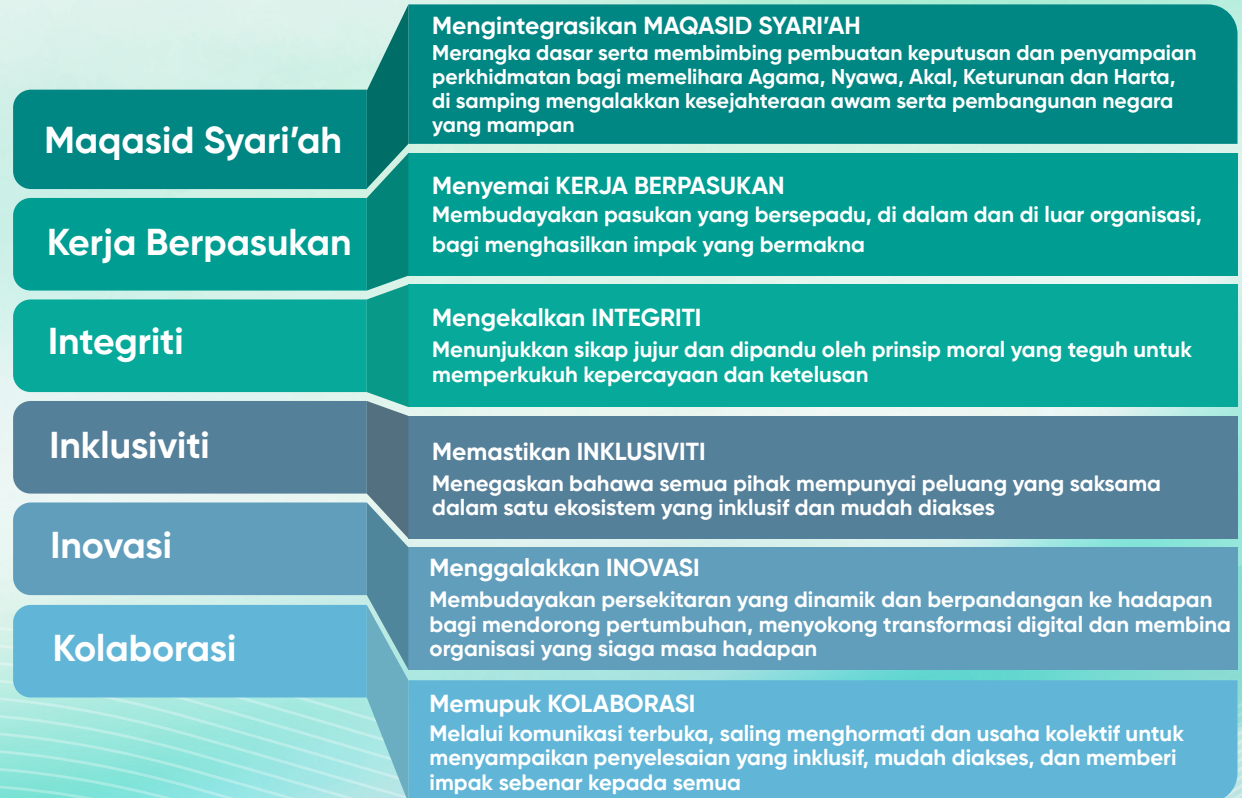 Maqasid Syari'ah
Mengintegrasikan MAQASID SYARI'AH
Merangka dasar serta membimbing pembuatan keputusan dan penyampaian
perkhidmatan bagi memelihara Agama, Nyawa, Akal, Keturunan dan Harta,
di samping mengalakkan kesejahteraan awam serta pembangunan negara
yang mampan
Kerja Berpasukan
Menyemai KERJA BERPASUKAN
Membudayakan pasukan yang bersepadu, di dalam dan di luar organisasi,
bagi menghasilkan impak yang bermakna
Integriti
Mengekalkan INTEGRITI
Menunjukkan sikap jujur dan dipandu oleh prinsip moral yang teguh untuk
memperkukuh kepercayaan dan ketelusan
Inklusiviti
Memastikan INKLUSIVITI
Menegaskan bahawa semua pihak mempunyai peluang yang saksama
dalam satu ekosistem yang inklusif dan mudah diakses
Inovasi
Menggalakkan INOVASI
Membudayakan persekitaran yang dinamik dan berpandangan ke hadapan
bagi mendorong pertumbuhan, menyokong transformasi digital dan membina
organisasi yang siaga masa hadapan
Kolaborasi
Memupuk KOLABORASI
Melalui komunikasi terbuka, saling menghormati dan usaha kolektif untuk
menyampaikan penyelesaian yang inklusif, mudah diakses, dan memberi
impak sebenar kepada semua